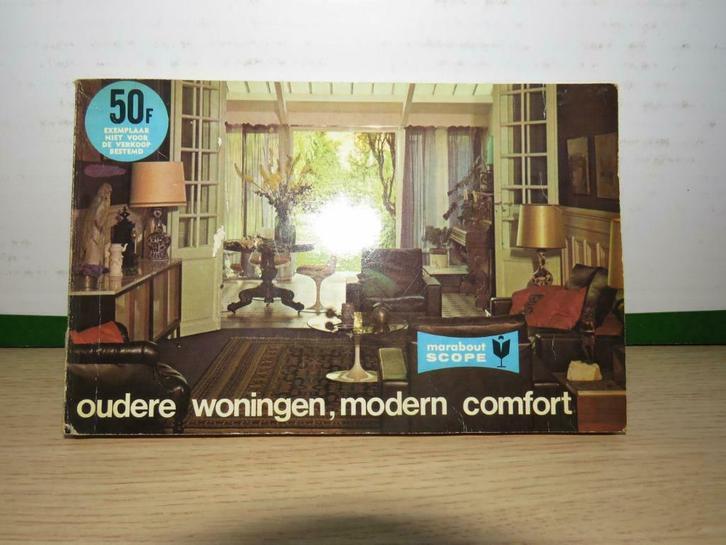 50F
EXEMPLAAR
NIET VOOR
DE VERKOOP
BESTEMD
marabout
SCOPE
oudere woningen, modern comfort